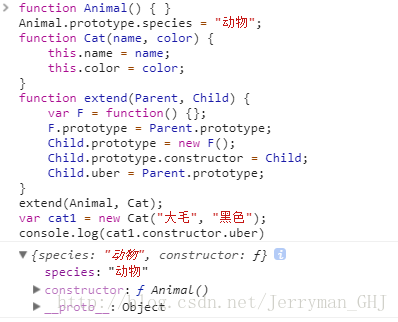 function Animal() { }
Animal.prototype.species = "动物";
function Cat(name, color) {
this.name = name;
this.color = color;
}
function extend(Parent, Child) {
var F = function() {};
F.prototype = Parent.prototype;
Child.prototype = new F();
Child.prototype.constructor = Child;
Child.uber = Parent.prototype;
}
extend(Animal, Cat);
var cat1 = new Cat("大毛", "黑色");
console.log(cat1.constructor.uber)
{species: "动物", constructor: ƒ}
species: "动物"
constructor: ƒ Animal()
__proto__: Object
http://blog.csdn.net/Jerryman_GHJ